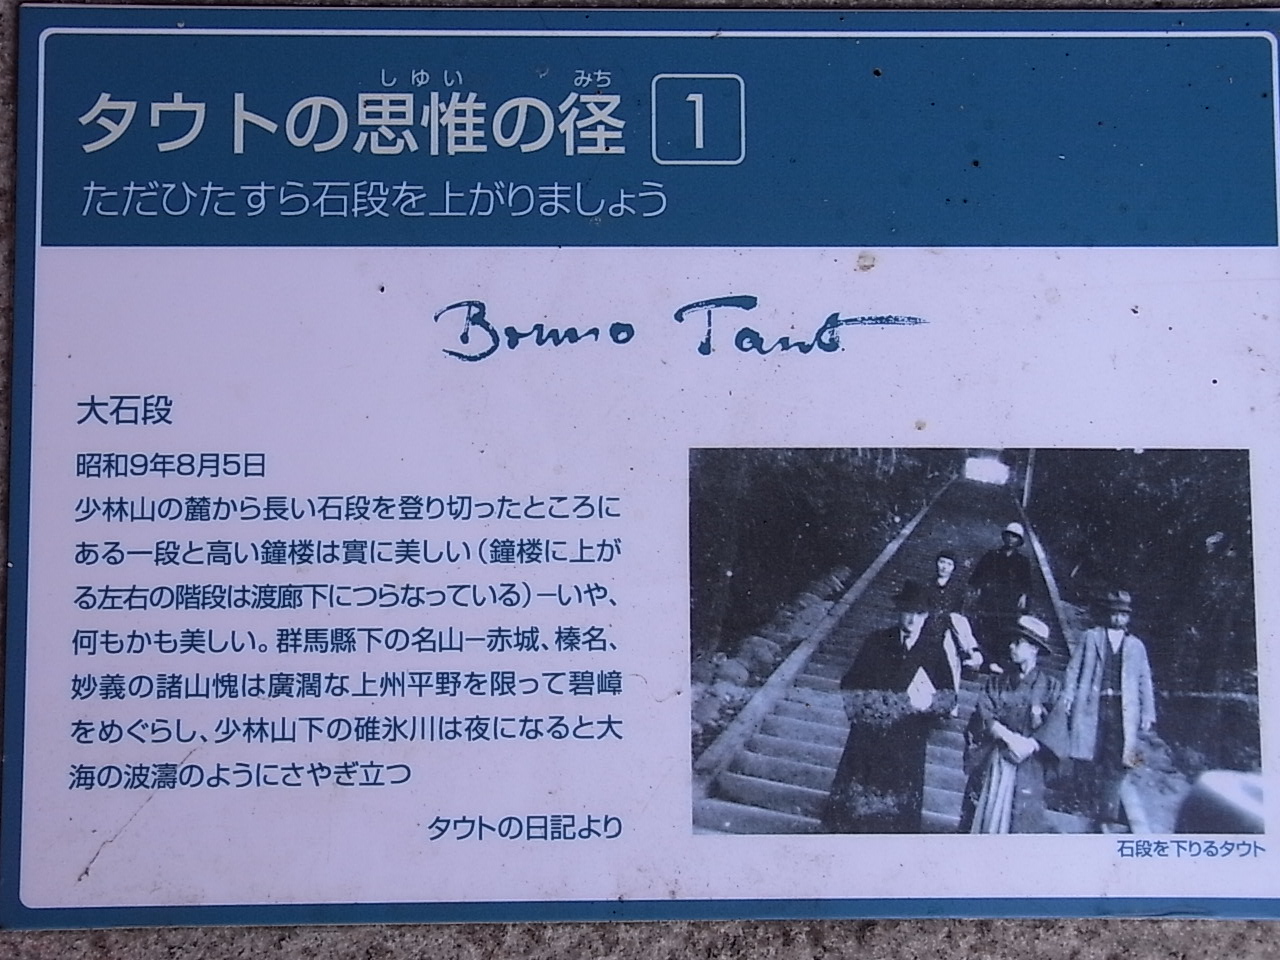 しゆい みち
タウトの思惟の径 1
ただひたすら石段を上がりましょう
Bruno Taut
大石段
昭和9年8月5日
少林山の麓から長い石段を登り切ったところに
ある一段と高い鐘楼は實に美しい(鐘楼に上が
る左右の階段は渡廊下につらなっている)ーいや、
何もかも美しい。群馬縣下の名山ー赤城、榛名、
妙義の諸山愧は廣濶な上州平野を限って碧嶂
をめぐらし、少林山下の碓氷川は夜になると大
海の波濤のようにさやぎ立つ
タウトの日記より
石段を下りるタウト